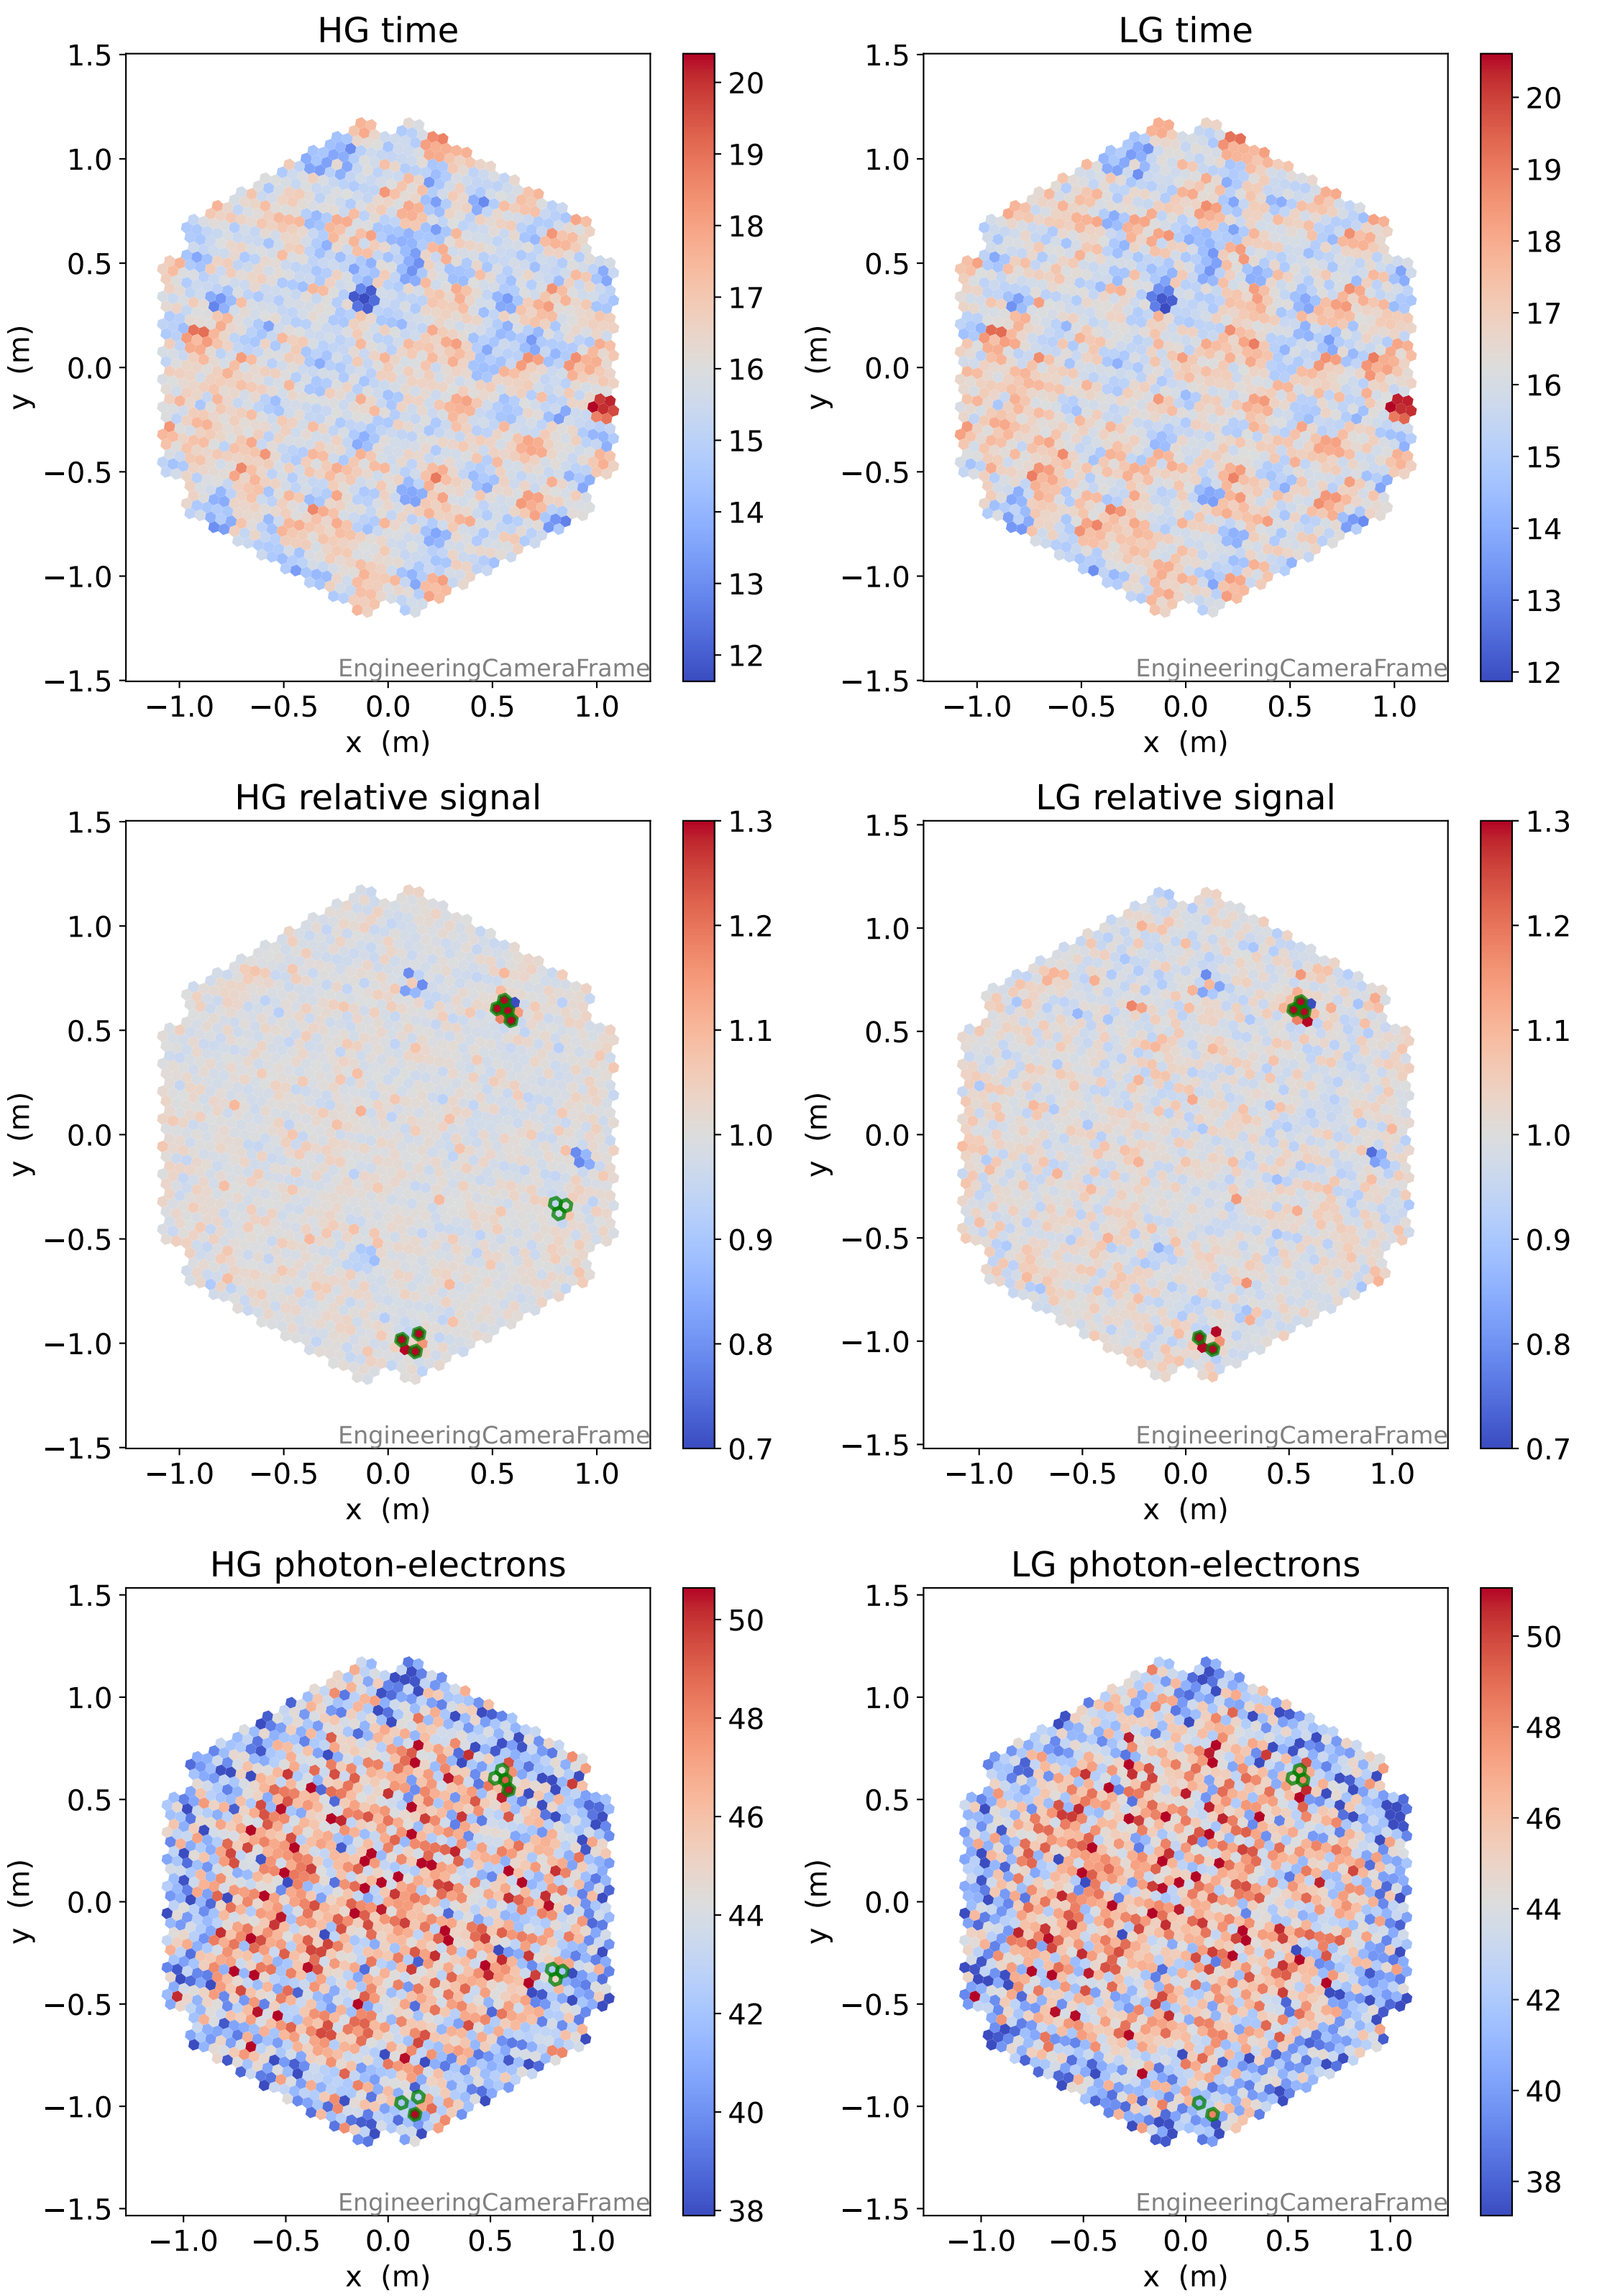 HG time
1.5
1.0
0.5
0.0
−0.5
−1.0
−1.5
y (m)
−1.0 −0.5 0.0 0.5 1.0
x (m)
EngineeringCameraFrame
20
19
18
17
16
15
14
13
12
LG time
1.5
1.0
0.5
0.0
−0.5
−1.0
−1.5
y (m)
−1.0 −0.5 0.0 0.5 1.0
x (m)
EngineeringCameraFrame
20
19
18
17
16
15
14
13
12
HG relative signal
1.5
1.0
0.5
0.0
−0.5
−1.0
−1.5
y (m)
−1.0 −0.5 0.0 0.5 1.0
x (m)
EngineeringCameraFrame
1.3
1.2
1.1
1.0
0.9
0.8
0.7
LG relative signal
1.5
1.0
0.5
0.0
−0.5
−1.0
−1.5
y (m)
−1.0 −0.5 0.0 0.5 1.0
x (m)
EngineeringCameraFrame
1.3
1.2
1.1
1.0
0.9
0.8
0.7
HG photon-electrons
1.5
1.0
0.5
0.0
−0.5
−1.0
−1.5
y (m)
−1.0 −0.5 0.0 0.5 1.0
x (m)
EngineeringCameraFrame
50
48
46
44
42
40
38
LG photon-electrons
1.5
1.0
0.5
0.0
−0.5
−1.0
−1.5
y (m)
−1.0 −0.5 0.0 0.5 1.0
x (m)
EngineeringCameraFrame
50
48
46
44
42
40
38